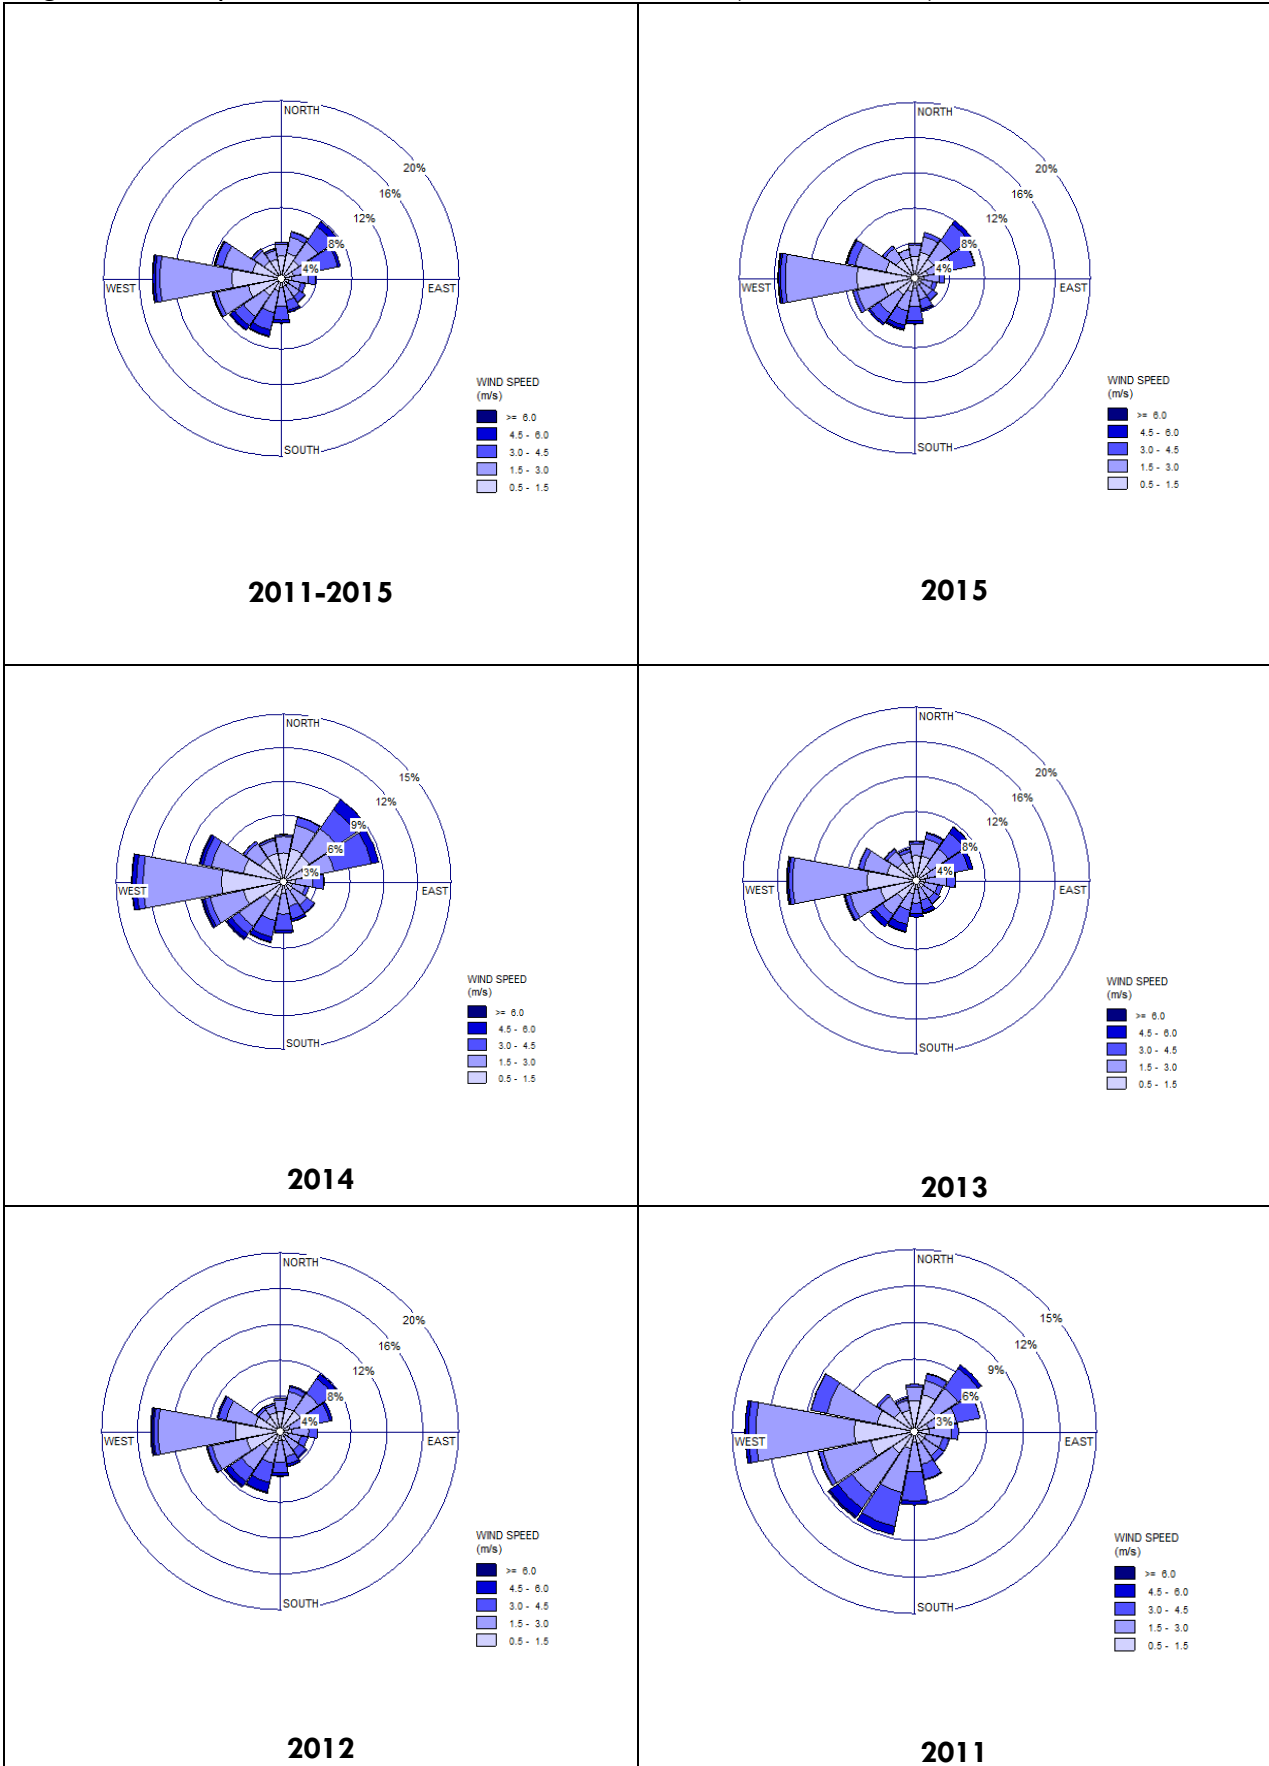 NORTH
20%
16%
12%
8%
4%
WEST
EAST
SOUTH
WIND SPEED
(m/s)
>= 6.0
4.5 - 6.0
3.0 - 4.5
1.5 - 3.0
0.5 - 1.5
2011-2015
NORTH
20%
16%
12%
8%
4%
WEST
EAST
SOUTH
WIND SPEED
(m/s)
>= 6.0
4.5 - 6.0
3.0 - 4.5
1.5 - 3.0
0.5 - 1.5
2015
NORTH
15%
12%
9%
6%
3%
WEST
EAST
SOUTH
WIND SPEED
(m/s)
>= 6.0
4.5 - 6.0
3.0 - 4.5
1.5 - 3.0
0.5 - 1.5
2014
NORTH
20%
16%
12%
8%
4%
WEST
EAST
SOUTH
WIND SPEED
(m/s)
>= 6.0
4.5 - 6.0
3.0 - 4.5
1.5 - 3.0
0.5 - 1.5
2013
NORTH
20%
16%
12%
8%
4%
WEST
EAST
SOUTH
WIND SPEED
(m/s)
>= 6.0
4.5 - 6.0
3.0 - 4.5
1.5 - 3.0
0.5 - 1.5
2012
NORTH
15%
12%
9%
6%
3%
WEST
EAST
SOUTH
WIND SPEED
(m/s)
>= 6.0
4.5 - 6.0
3.0 - 4.5
1.5 - 3.0
0.5 - 1.5
2011